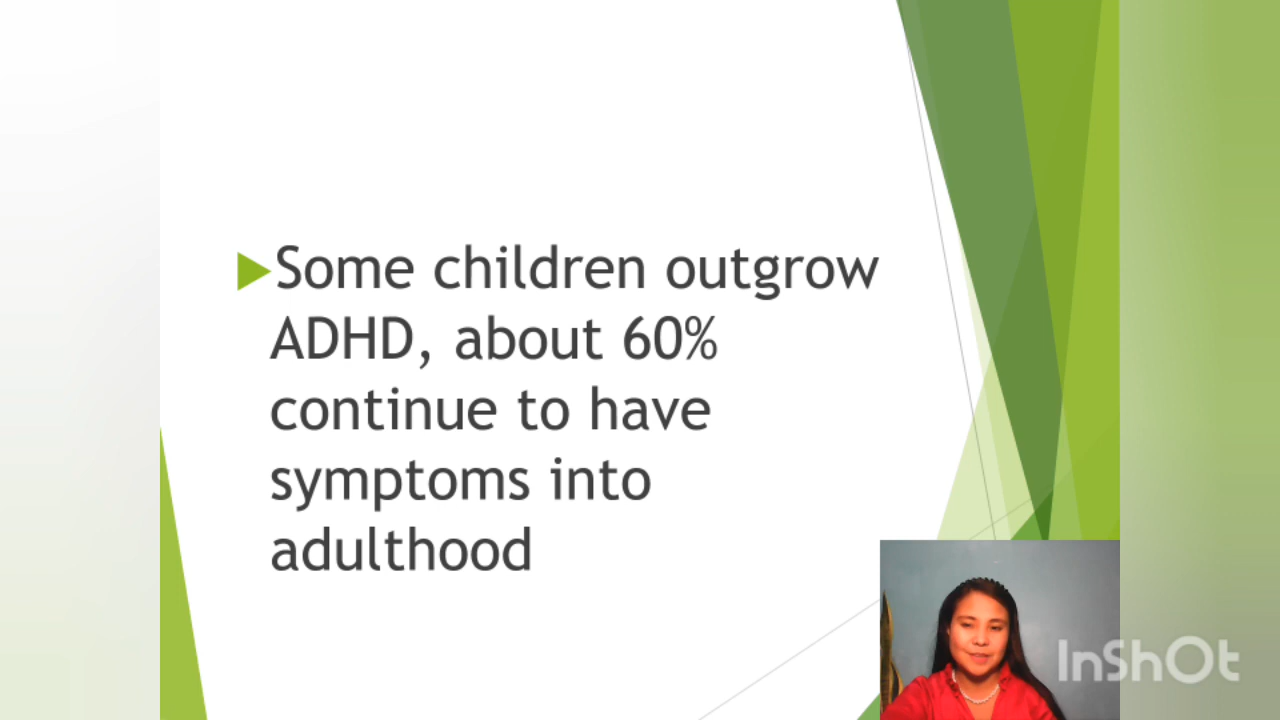 Some children outgrow
ADHD, about 60%
continue to have
symptoms into
adulthood
InShOt